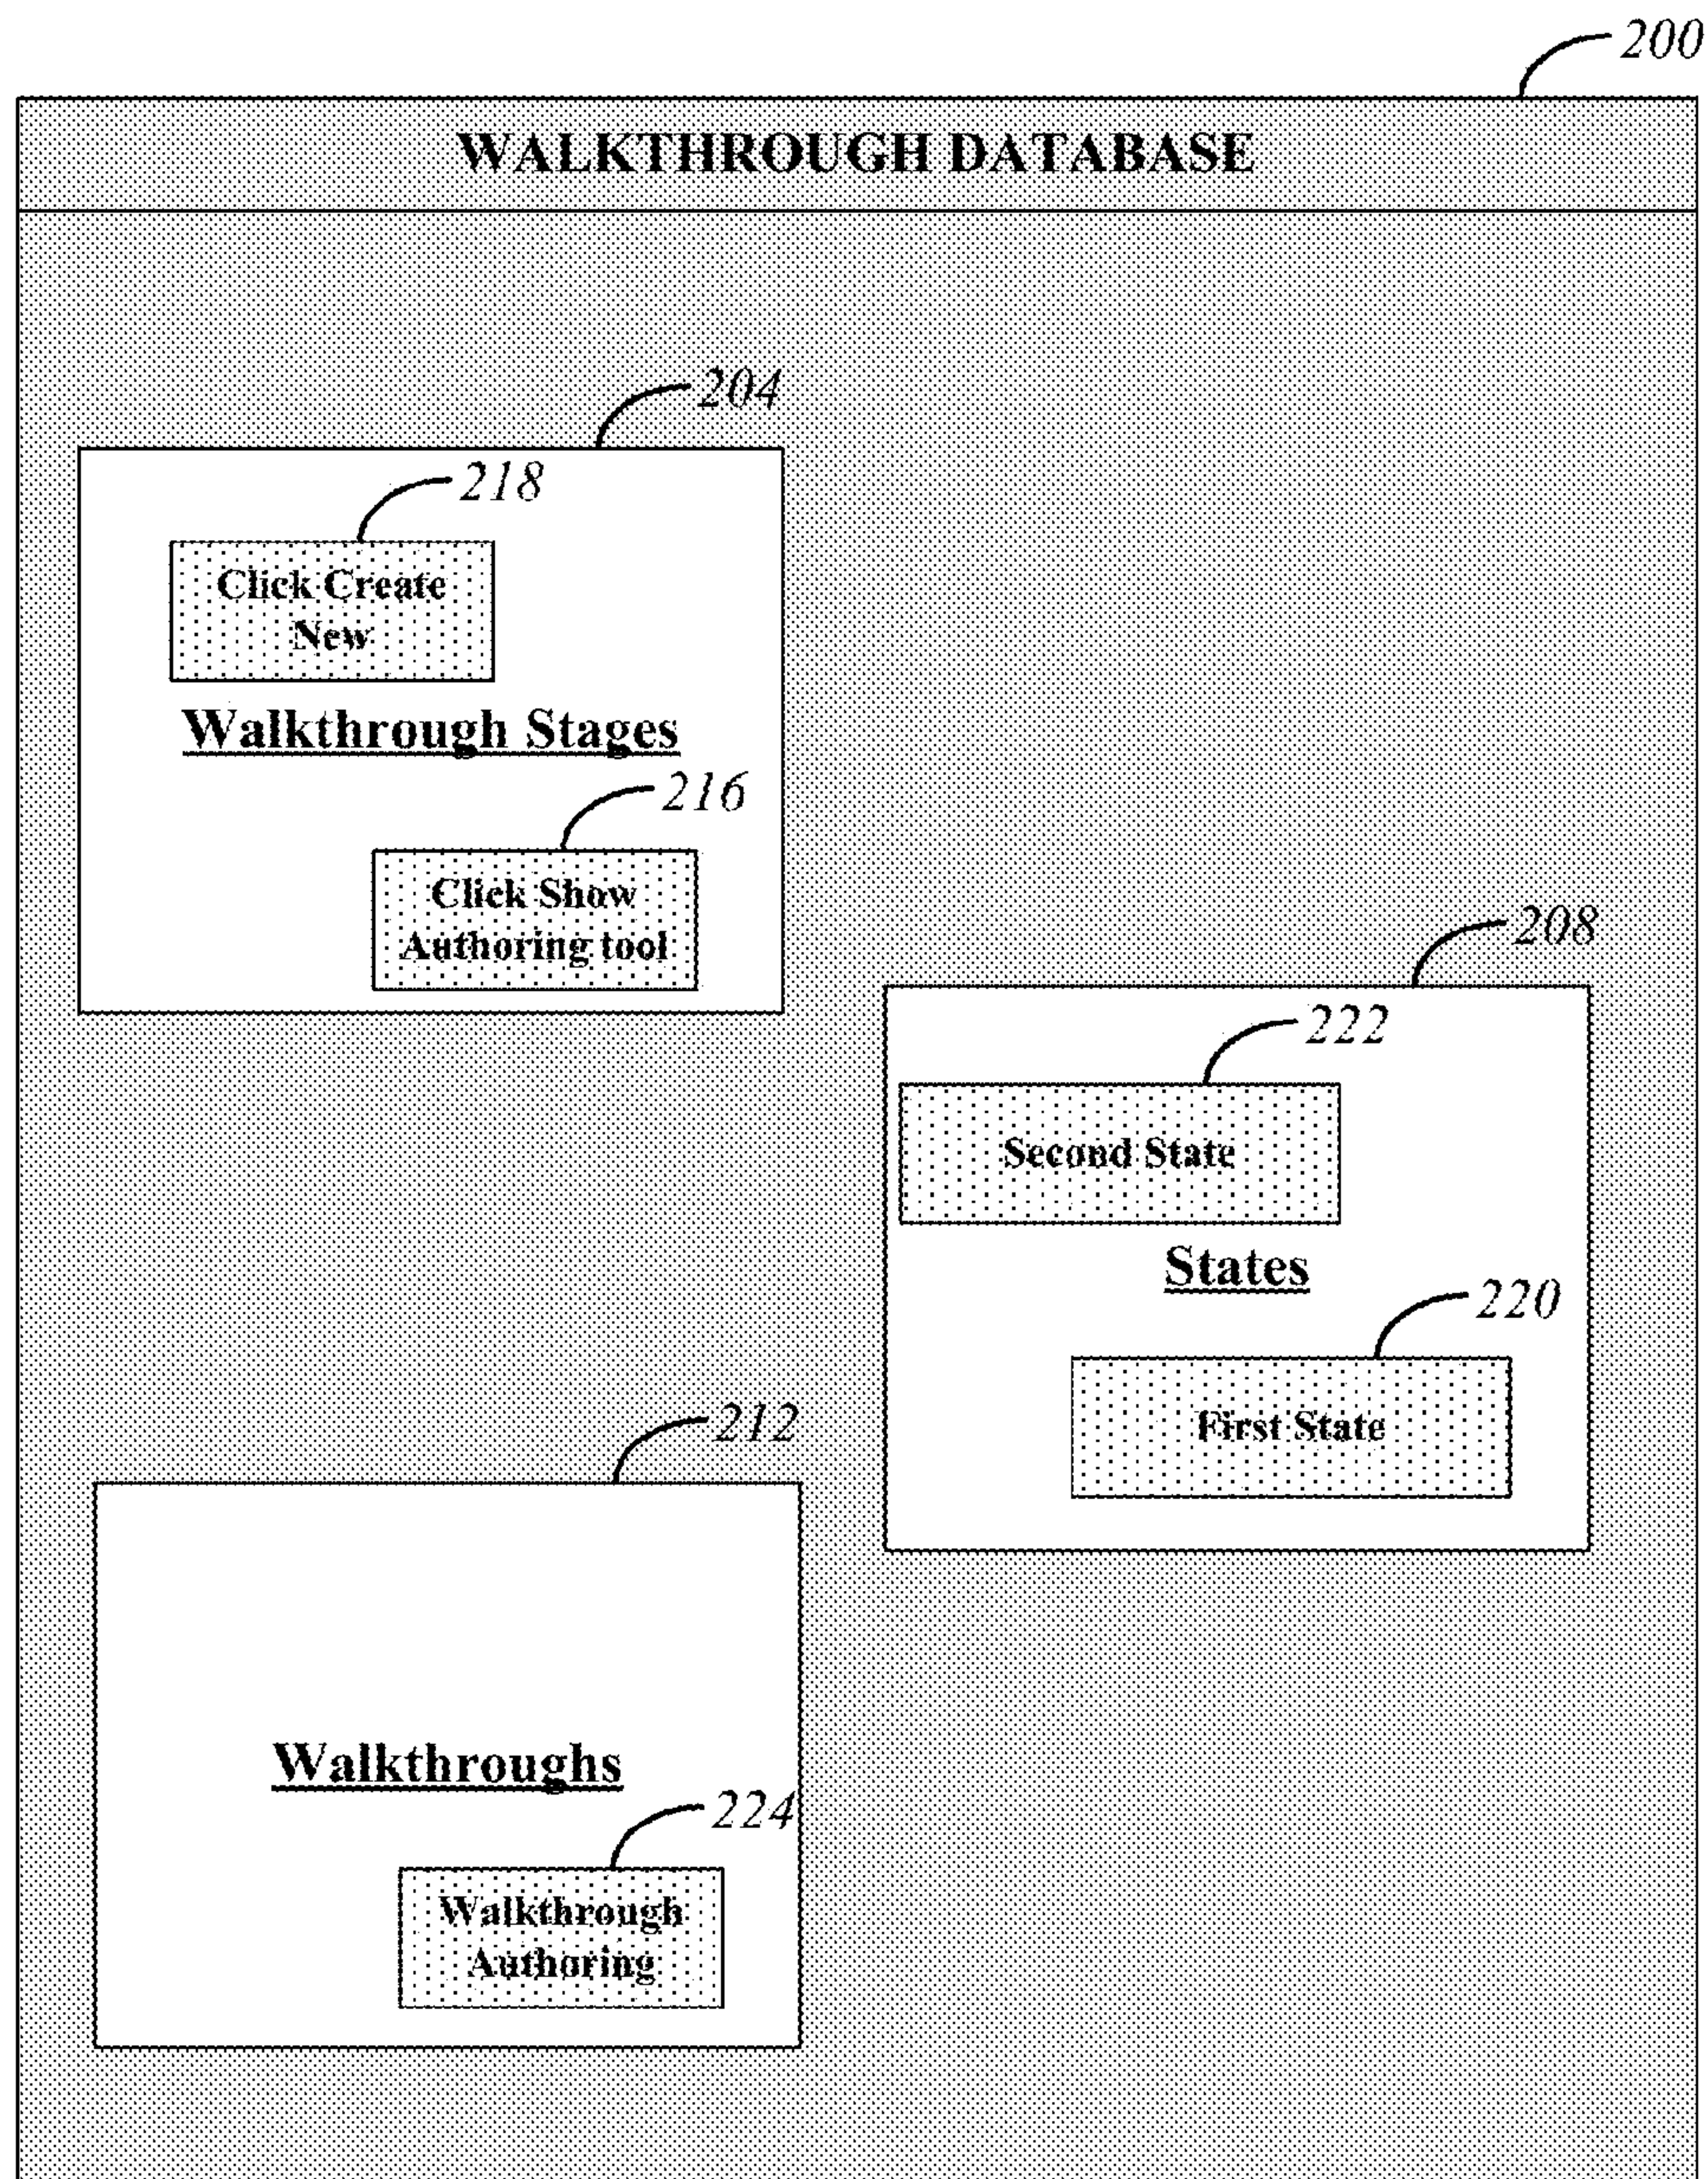 200
WALKTHROUGH DATABASE
204
218
Click Create
New
Walkthrough Stages
216
Click Show
Authoring tool
208
222
Second State
States
220
First State
212
Walkthroughs
224
Walkthrough
Authoring